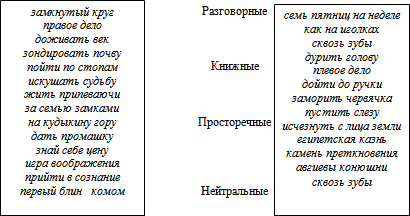 замкнутый круг
правое дело
доживать век
зондировать почву
пойти по стопам
искушать судьбу
жить припеваючи
за семью замками
на кудыкину гору
дать промашку
знай себе цену
игра воображения
прийти в сознание
первый блин комом
Разговорные
Книжные
Просторечные
Нейтральные
семь пятниц на неделе
как на иголках
сквозь зубы
дурить голову
плевое дело
дойти до ручки
заморить червячка
пустить слезу
исчезнуть с лица земли
египетская казнь
камень преткновения
авгиевы конюшни
сквозь зубы